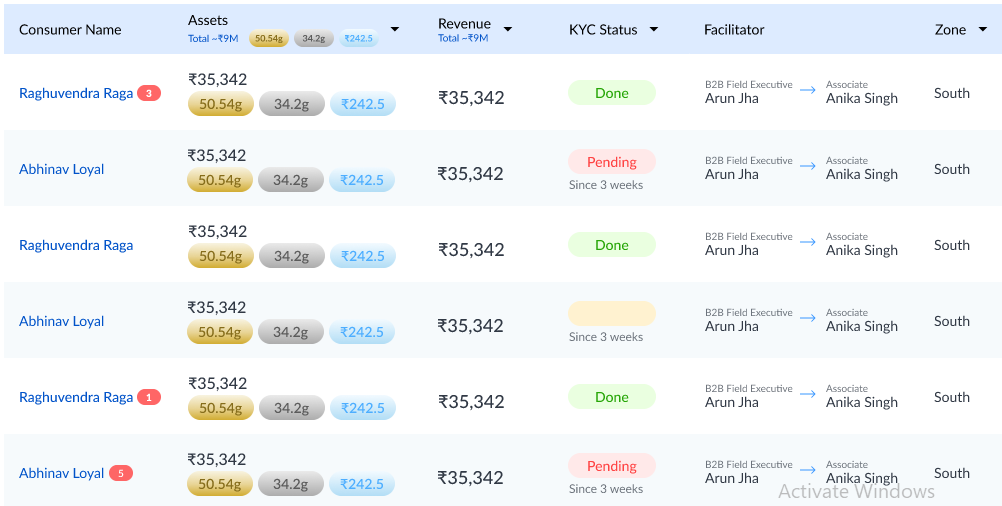 Consumer Name Assets Revenue KYC Status Facilitator Zone
Total ~₹9M 50.54g 34.2g ₹242.5 Total ~₹9M
₹35,342
Raghuvendra Raga 3 50.54g 34.2g ₹242.5 ₹35,342 Done B2B Field Executive Arun Jha → Associate Anika Singh South
₹35,342
Abhinav Loyal 50.54g 34.2g ₹242.5 ₹35,342 Pending B2B Field Executive Arun Jha → Associate Anika Singh South
Since 3 weeks
₹35,342
Raghuvendra Raga 50.54g 34.2g ₹242.5 ₹35,342 Done B2B Field Executive Arun Jha → Associate Anika Singh South
₹35,342
Abhinav Loyal 50.54g 34.2g ₹242.5 ₹35,342 B2B Field Executive Arun Jha → Associate Anika Singh South
Since 3 weeks
₹35,342
Raghuvendra Raga 1 50.54g 34.2g ₹242.5 ₹35,342 Done B2B Field Executive Arun Jha → Associate Anika Singh South
₹35,342
Abhinav Loyal 5 50.54g 34.2g ₹242.5 ₹35,342 Pending B2B Field Executive Arun Jha → Associate Anika Singh South
Since 3 weeks
Activate Windows